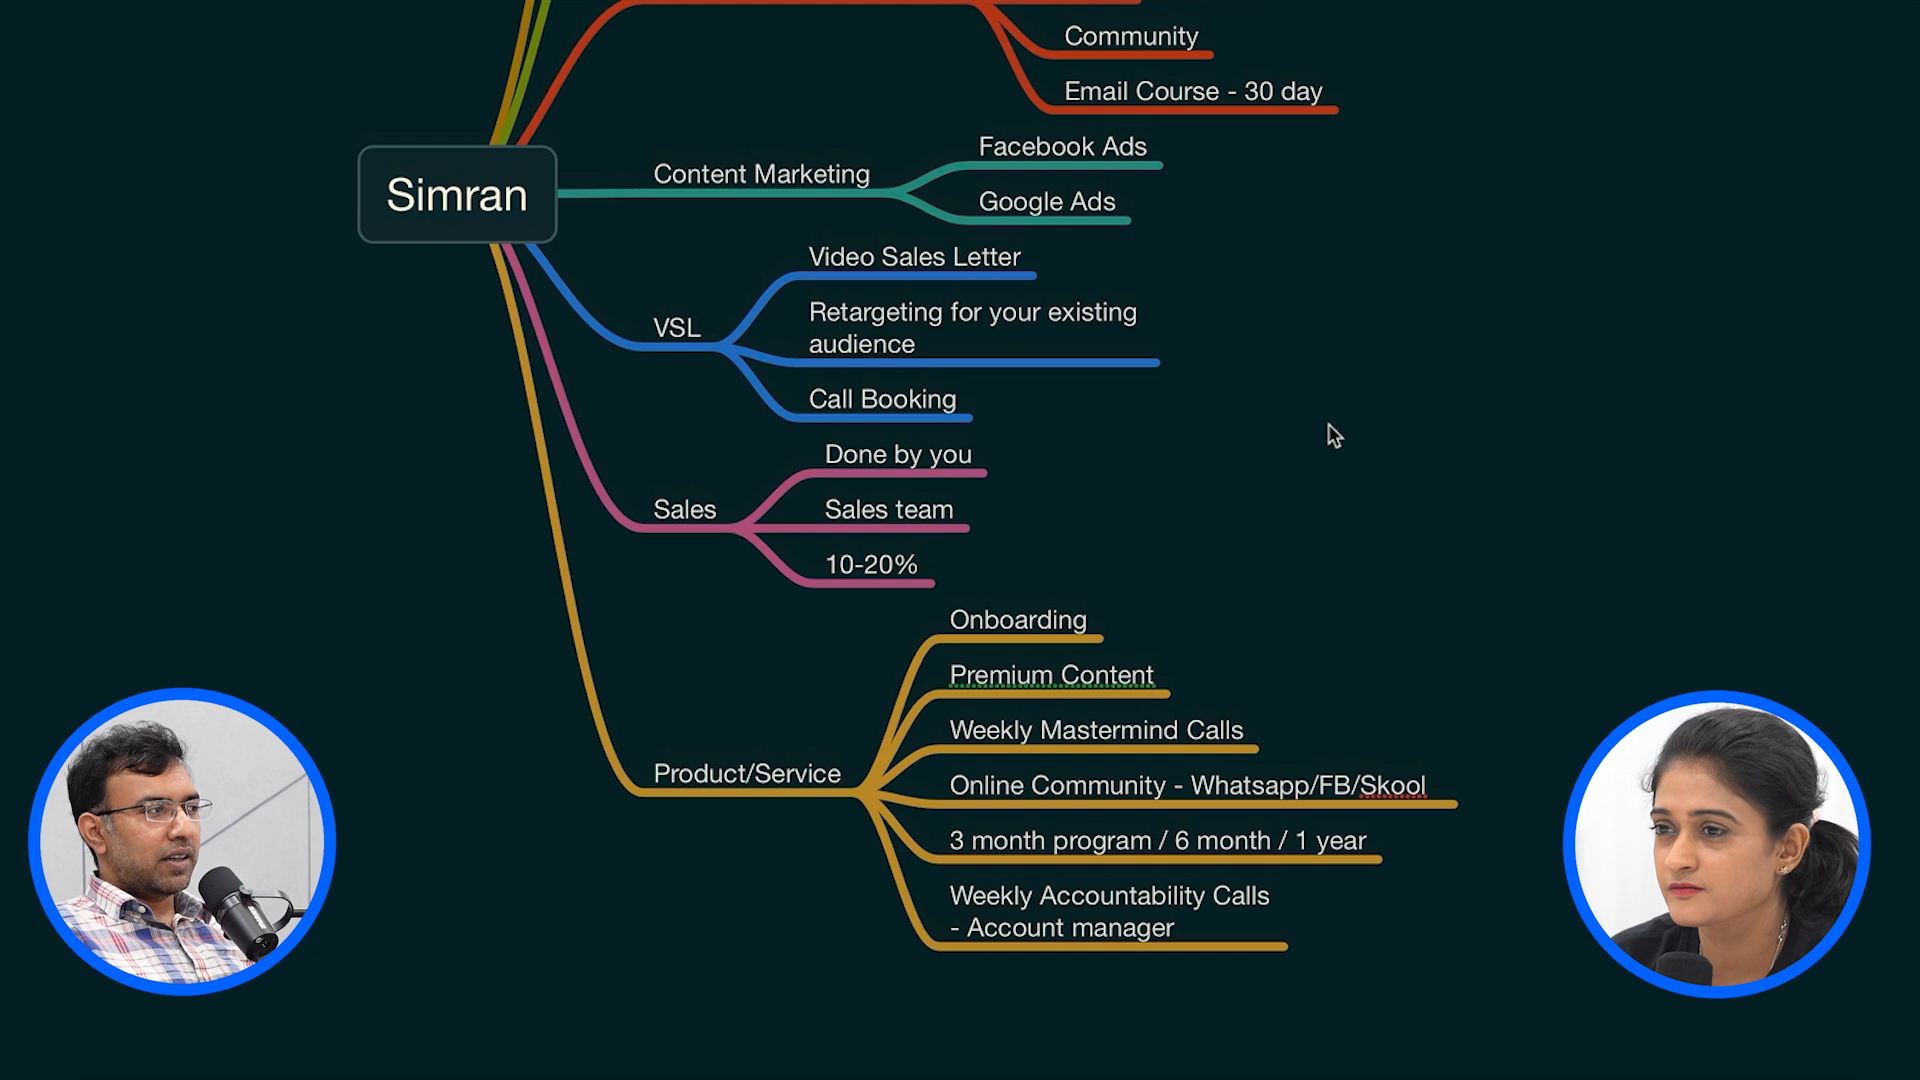 Community
Email Course - 30 day
Simran
Content Marketing
Facebook Ads
Google Ads
VSL
Video Sales Letter
Retargeting for your existing
audience
Call Booking
Sales
Done by you
Sales team
10-20%
Product/Service
Onboarding
Premium Content
Weekly Mastermind Calls
Online Community - Whatsapp/FB/Skool
3 month program / 6 month / 1 year
Weekly Accountability Calls
- Account manager